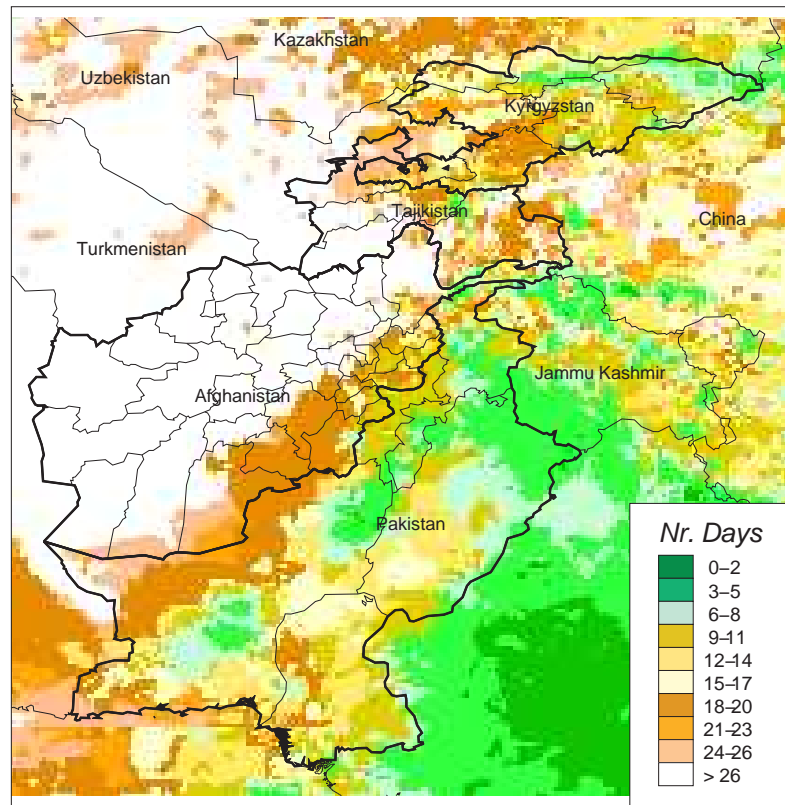 Kazakhstan
Uzbekistan
Kyrgyzstan
Tajikistan
China
Turkmenistan
Jammu Kashmir
Afghanistan
Pakistan
Nr. Days
0–2
3–5
6–8
9–11
12–14
15–17
18–20
21–23
24–26
> 26